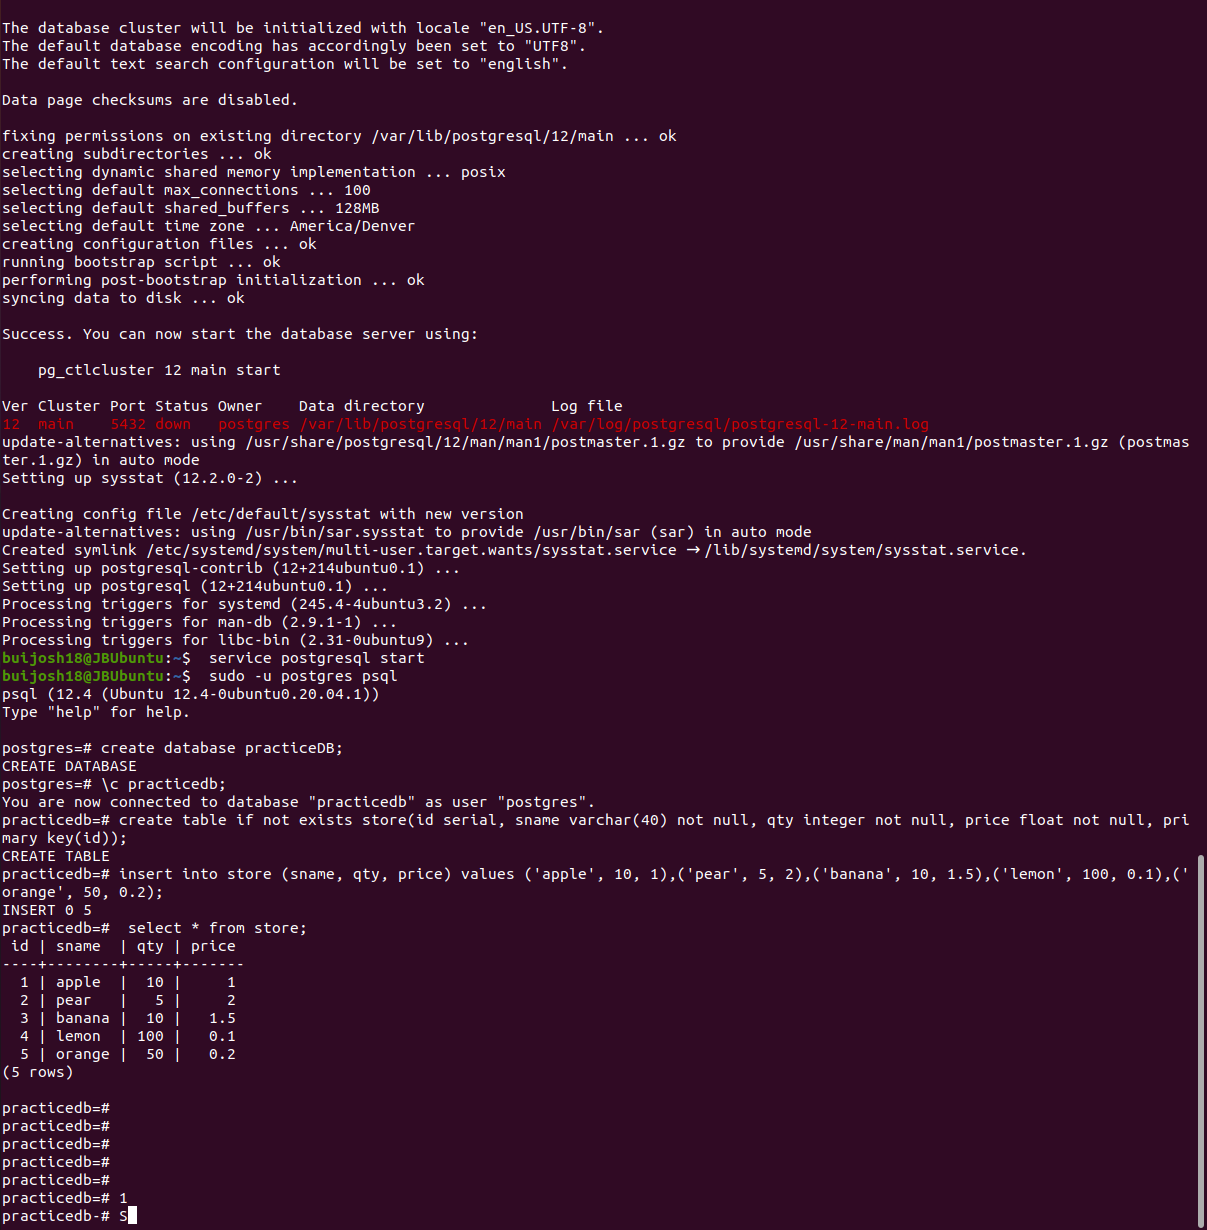 The database cluster will be initialized with locale "en_US.UTF-8".
The default database encoding has accordingly been set to "UTF8".
The default text search configuration will be set to "english".
Data page checksums are disabled.
fixing permissions on existing directory /var/lib/postgresql/12/main ... ok
creating subdirectories ... ok
selecting dynamic shared memory implementation ... posix
selecting default max_connections ... 100
selecting default shared_buffers ... 128MB
selecting default time zone ... America/Denver
creating configuration files ... ok
running bootstrap script ... ok
performing post-bootstrap initialization ... ok
syncing data to disk ... ok
Success. You can now start the database server using:
    pg_ctlcluster 12 main start
Ver Cluster Port Status Owner    Data directory              Log file
12  main    5432 down   postgres /var/lib/postgresql/12/main /var/log/postgresql/postgresql-12-main.log
update-alternatives: using /usr/share/postgresql/12/man/man1/postmaster.1.gz to provide /usr/share/man/man1/postmaster.1.gz (postmas
ter.1.gz) in auto mode
Setting up sysstat (12.2.0-2) ...
Creating config file /etc/default/sysstat with new version
update-alternatives: using /usr/bin/sar.sysstat to provide /usr/bin/sar (sar) in auto mode
Created symlink /etc/systemd/system/multi-user.target.wants/sysstat.service → /lib/systemd/system/sysstat.service.
Setting up postgresql-contrib (12+214ubuntu0.1) ...
Setting up postgresql (12+214ubuntu0.1) ...
Processing triggers for systemd (245.4-4ubuntu3.2) ...
Processing triggers for man-db (2.9.1-1) ...
Processing triggers for libc-bin (2.31-0ubuntu9) ...
buijosh18@JBUbuntu:~$  service postgresql start
buijosh18@JBUbuntu:~$  sudo -u postgres psql
psql (12.4 (Ubuntu 12.4-0ubuntu0.20.04.1))
Type "help" for help.
postgres=# create database practiceDB;
CREATE DATABASE
postgres=# \c practicedb;
You are now connected to database "practicedb" as user "postgres".
practicedb=# create table if not exists store(id serial, sname varchar(40) not null, qty integer not null, price float not null, pri
mary key(id));
CREATE TABLE
practicedb=# insert into store (sname, qty, price) values ('apple', 10, 1),('pear', 5, 2),('banana', 10, 1.5),('lemon', 100, 0.1),('
orange', 50, 0.2);
INSERT 0 5
practicedb=#  select * from store;
 id | sname  | qty | price
----+--------+-----+-------
  1 | apple  |  10 |     1
  2 | pear   |   5 |     2
  3 | banana |  10 |   1.5
  4 | lemon  | 100 |   0.1
  5 | orange |  50 |   0.2
(5 rows)
practicedb=#
practicedb=#
practicedb=#
practicedb=#
practicedb=#
practicedb=# 1
practicedb-# S